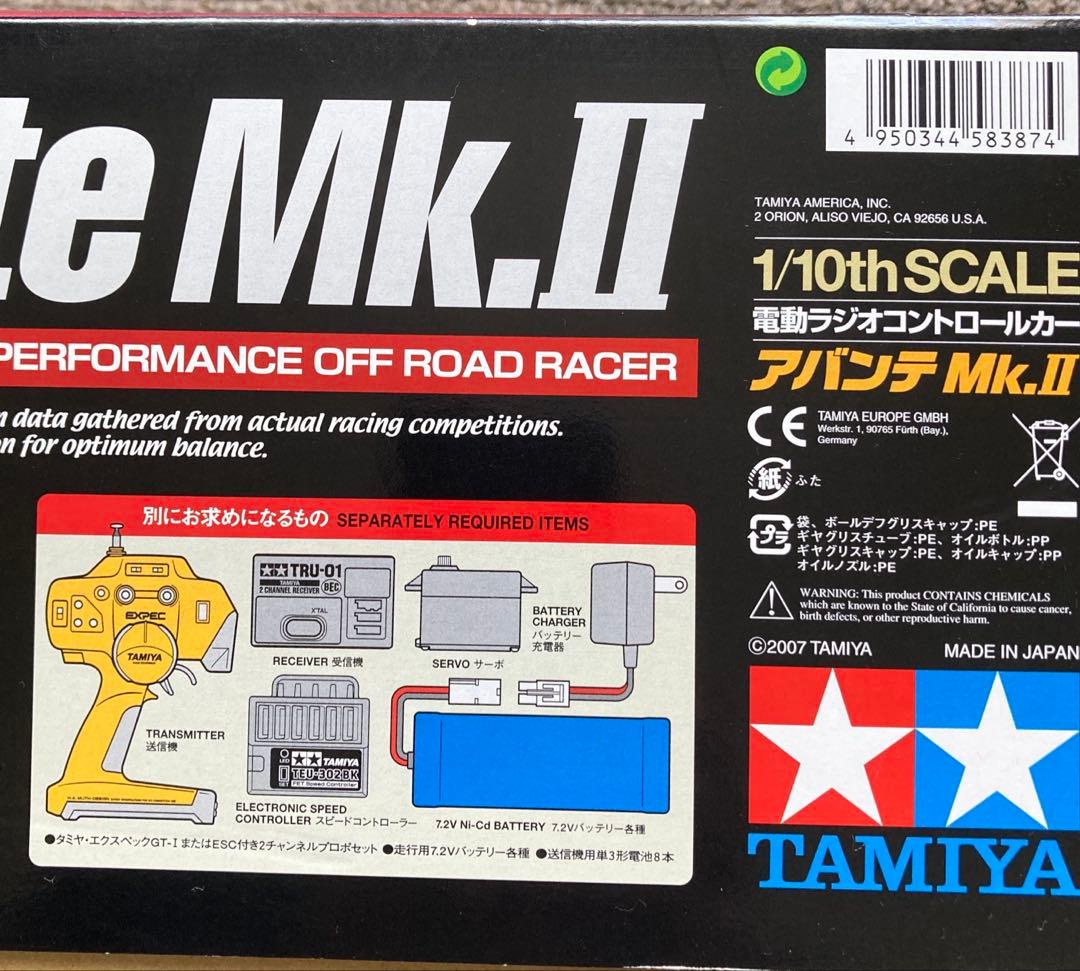 te Mk.II
PERFORMANCE OFF ROAD RACER
n data gathered from actual racing competitions.
on for optimum balance.
別にお求めになるもの SEPARATELY REQUIRED ITEMS
EXPEC
TAMIYA
TRANSMITTER
送信機
TRU-01
TAMIYA
2 CHANNEL RECEIVER BEC
X'TAL
RECEIVER 受信機
SERVO サーボ
BATTERY
CHARGER
バッテリー
充電器
LED
TAMIYA
TEU-302BK
FET Speed Controller
SET
ELECTRONIC SPEED
CONTROLLER スピードコントローラー
7.2V Ni-Cd BATTERY 7.2Vバッテリー各種
●タミヤ・エクスペックGT-IまたはESC付き2チャンネルプロポセット ●走行用7.2Vバッテリー各種 ●送信機用単3形電池8本
4 950344 583874
TAMIYA AMERICA, INC.
2 ORION, ALISO VIEJO, CA 92656 U.S.A.
1/10th SCALE
電動ラジオコントロールカー
アバンテ Mk.II
CE
TAMIYA EUROPE GMBH
Werkstr. 1, 90765 Fürth (Bay.),
Germany
紙 ふた
プラ
袋、ボールデフグリスキャップ:PE
ギヤグリスチューブ:PE、オイルボトル:PP
ギヤグリスキャップ:PE、オイルキャップ:PP
オイルノズル:PE
WARNING: This product CONTAINS CHEMICALS
which are known to the State of California to cause cancer,
birth defects, or other reproductive harm.
©2007 TAMIYA MADE IN JAPAN
TAMIYA